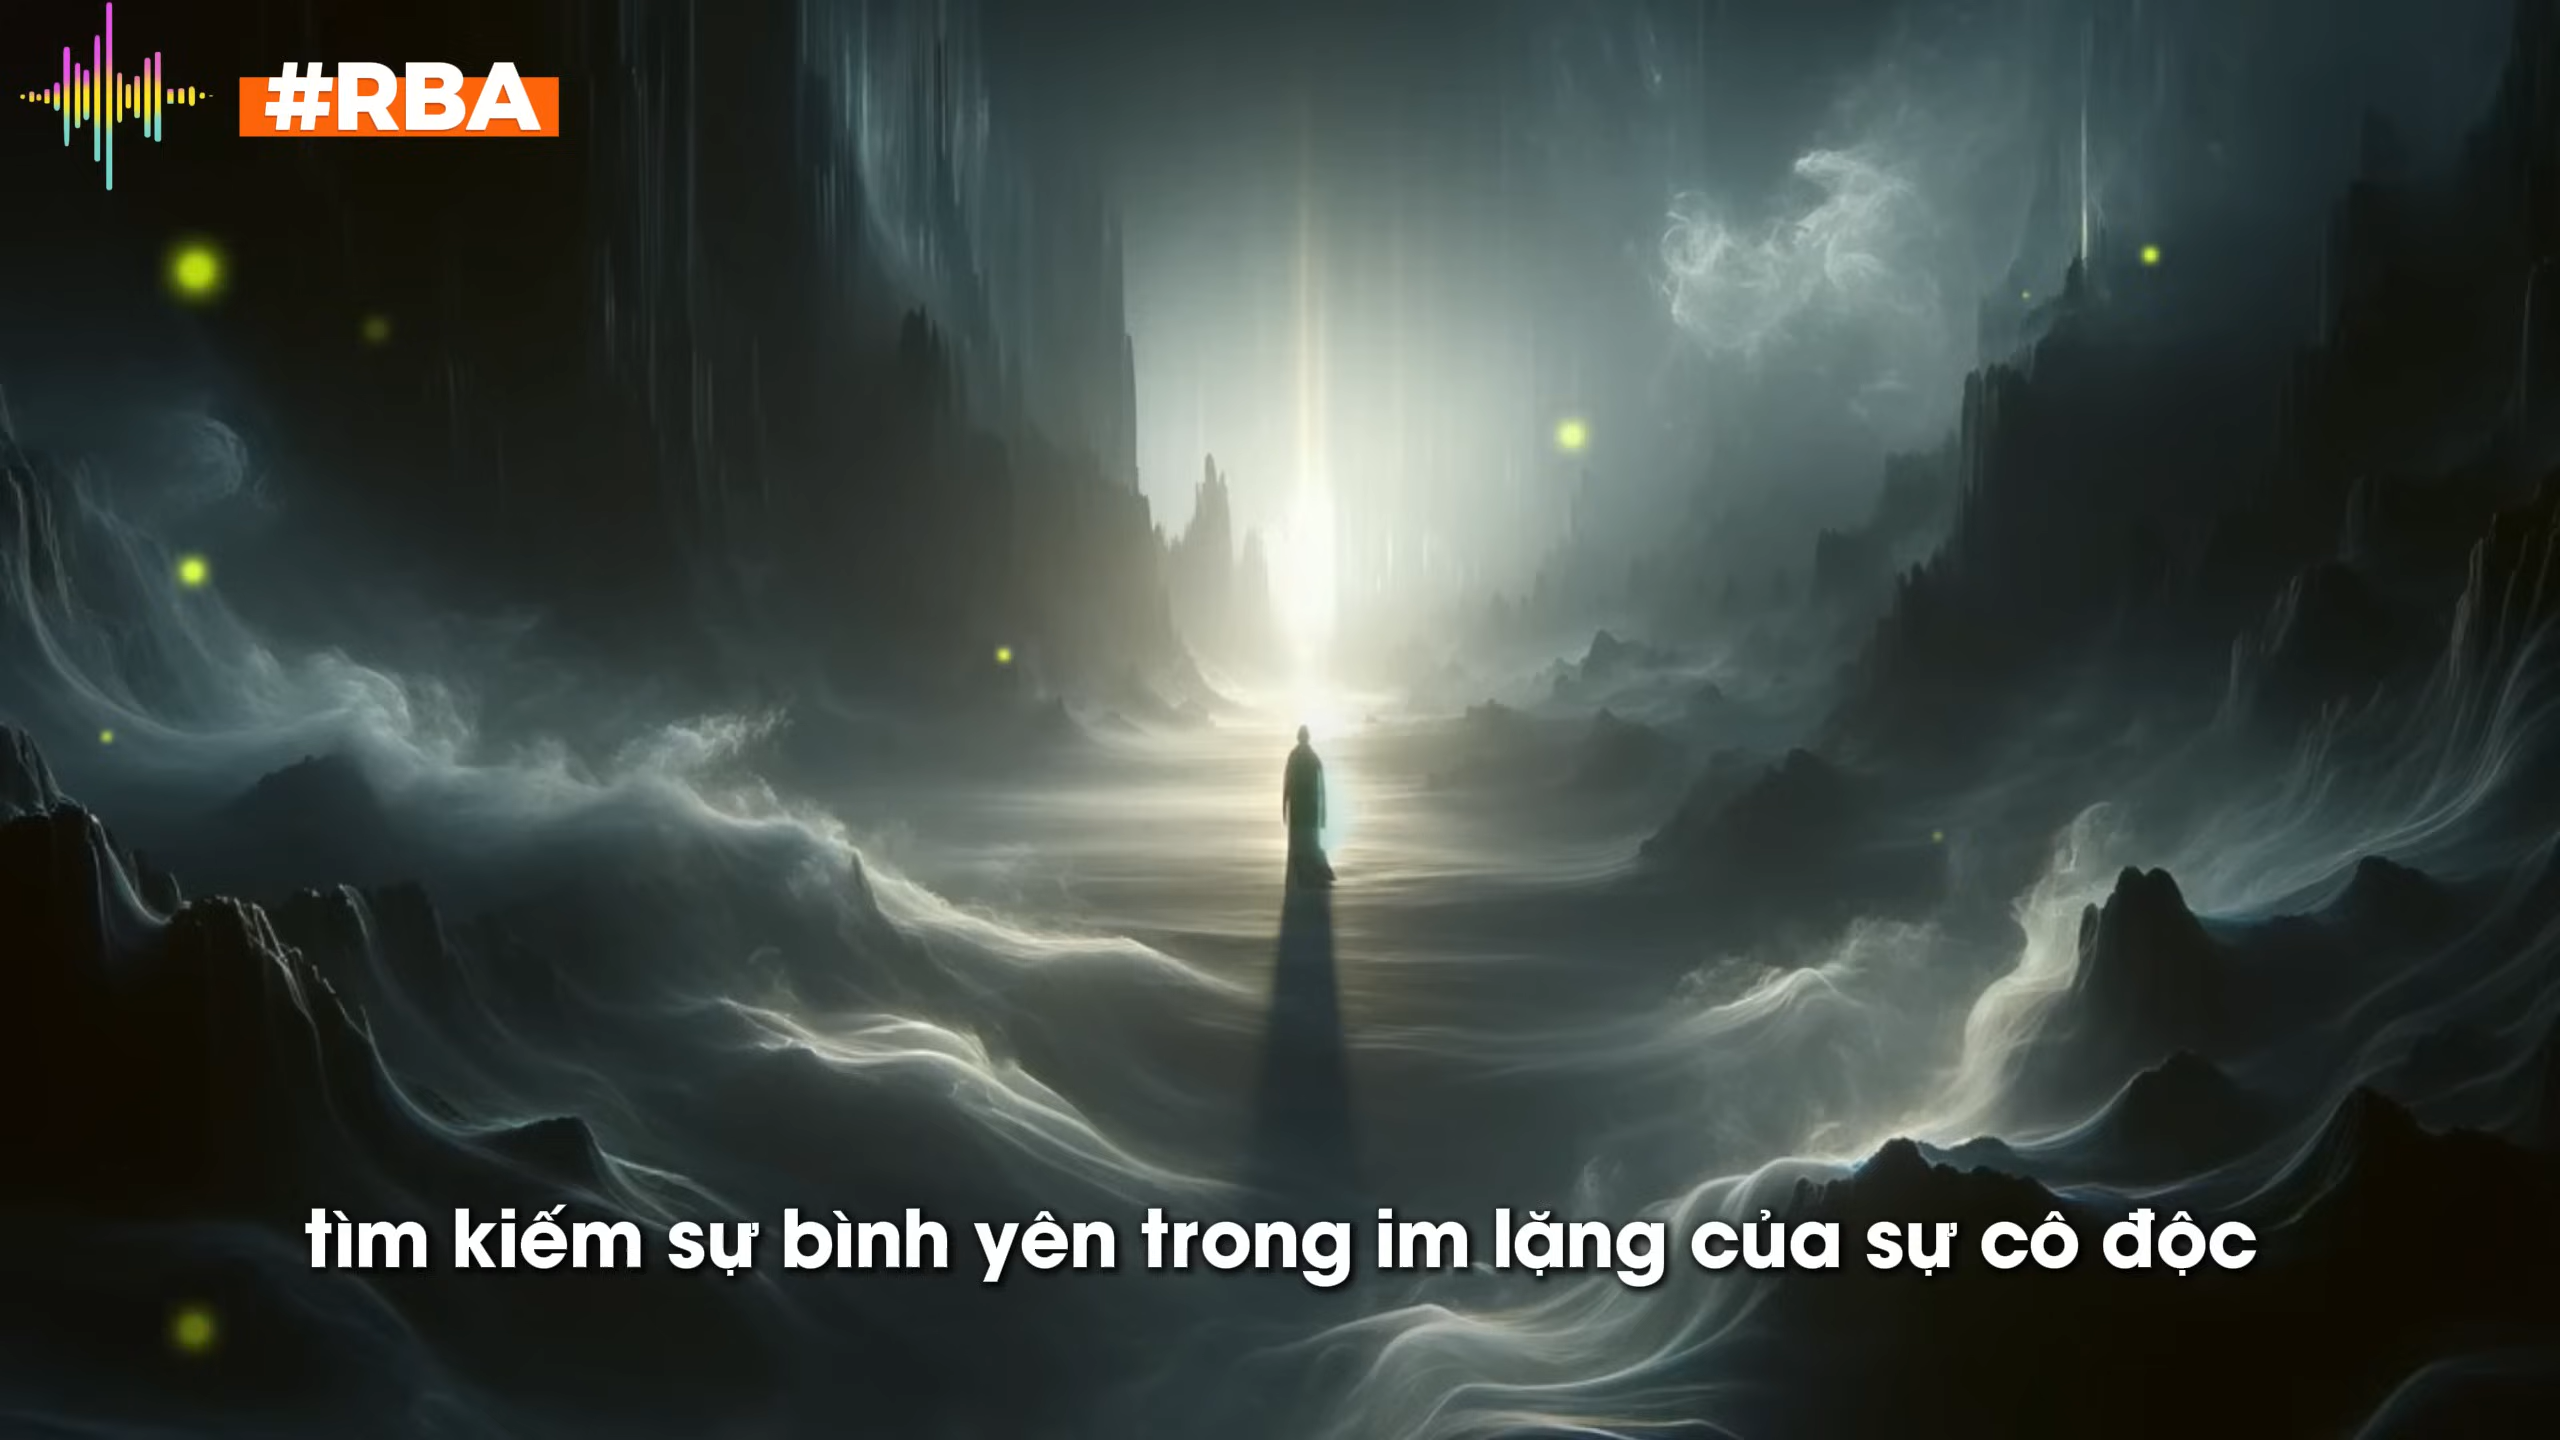 #RBA
tìm kiếm sự bình yên trong im lặng của sự cô độc